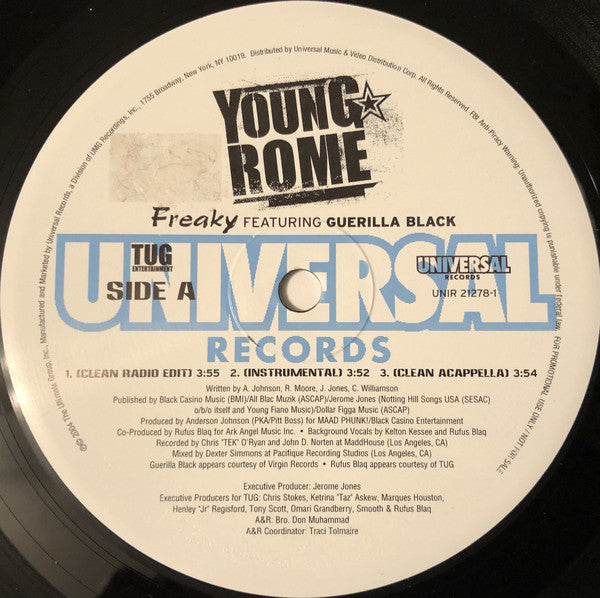 ℗© 2004 The Ultimate Group, Inc., Manufactured and Marketed by Universal Records, a Division of UMG Recordings, Inc., 1755 Broadway, New York, NY 10019. Distributed by Universal Music & Video Distribution Corp. All Rights Reserved. FBI Anti-Piracy Warning: Unauthorized copying is punishable under federal law. FOR PROMOTIONAL USE ONLY / NOT FOR SALE
YOUNG
ROME
Freaky FEATURING GUERILLA BLACK
UNIVERSAL
RECORDS
TUG
ENTERTAINMENT
SIDE A
UNIVERSAL
RECORDS
UNIR 21278-1
1. (CLEAN RADIO EDIT) 3:55 2. (INSTRUMENTAL) 3:52 3. (CLEAN ACAPPELLA) 3:54
Written by A. Johnson, R. Moore, J. Jones, C. Williamson
Published by Black Casino Music (BMI)/All Blac Muzik (ASCAP)/Jerome Jones (Notting Hill Songs USA (SESAC)
o/b/o itself and Young Fiano Music)/Dollar Figga Music (ASCAP)
Produced by Anderson Johnson (PKA/Pitt Boss) for MAAD PHUNK!/Black Casino Entertainment
Co-Produced by Rufus Blaq for Ark Angel Music Inc. • Background Vocals by Kelton Kessee and Rufus Blaq
Recorded by Chris "TEK" O'Ryan and John D. Norten at MaddHouse (Los Angeles, CA)
Mixed by Dexter Simmons at Pacifique Recording Studios (Los Angeles, CA)
Guerilla Black appears courtesy of Virgin Records • Rufus Blaq appears courtesy of TUG
Executive Producer: Jerome Jones
Executive Producers for TUG: Chris Stokes, Ketrina "Taz" Askew, Marques Houston,
Henley "Jr" Regisford, Tony Scott, Omari Grandberry, Smooth & Rufus Blaq
A&R: Bro. Don Muhammad
A&R Coordinator: Traci Tolmaire